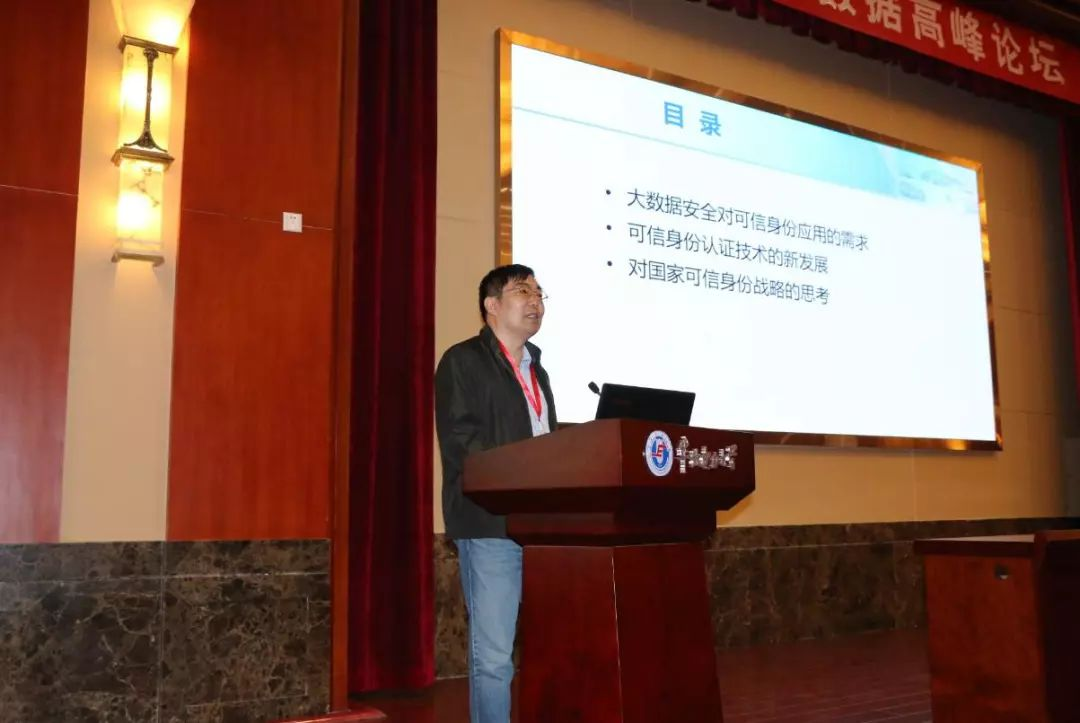 数据高峰论坛
目录
• 大数据安全对可信身份应用的需求
• 可信身份认证技术的新发展
• 对国家可信身份战略的思考